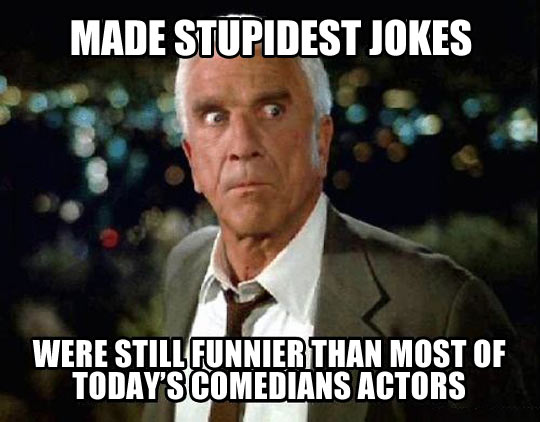 MADE STUPIDEST JOKES
WERE STILL FUNNIER THAN MOST OF
TODAY'S COMEDIANS ACTORS